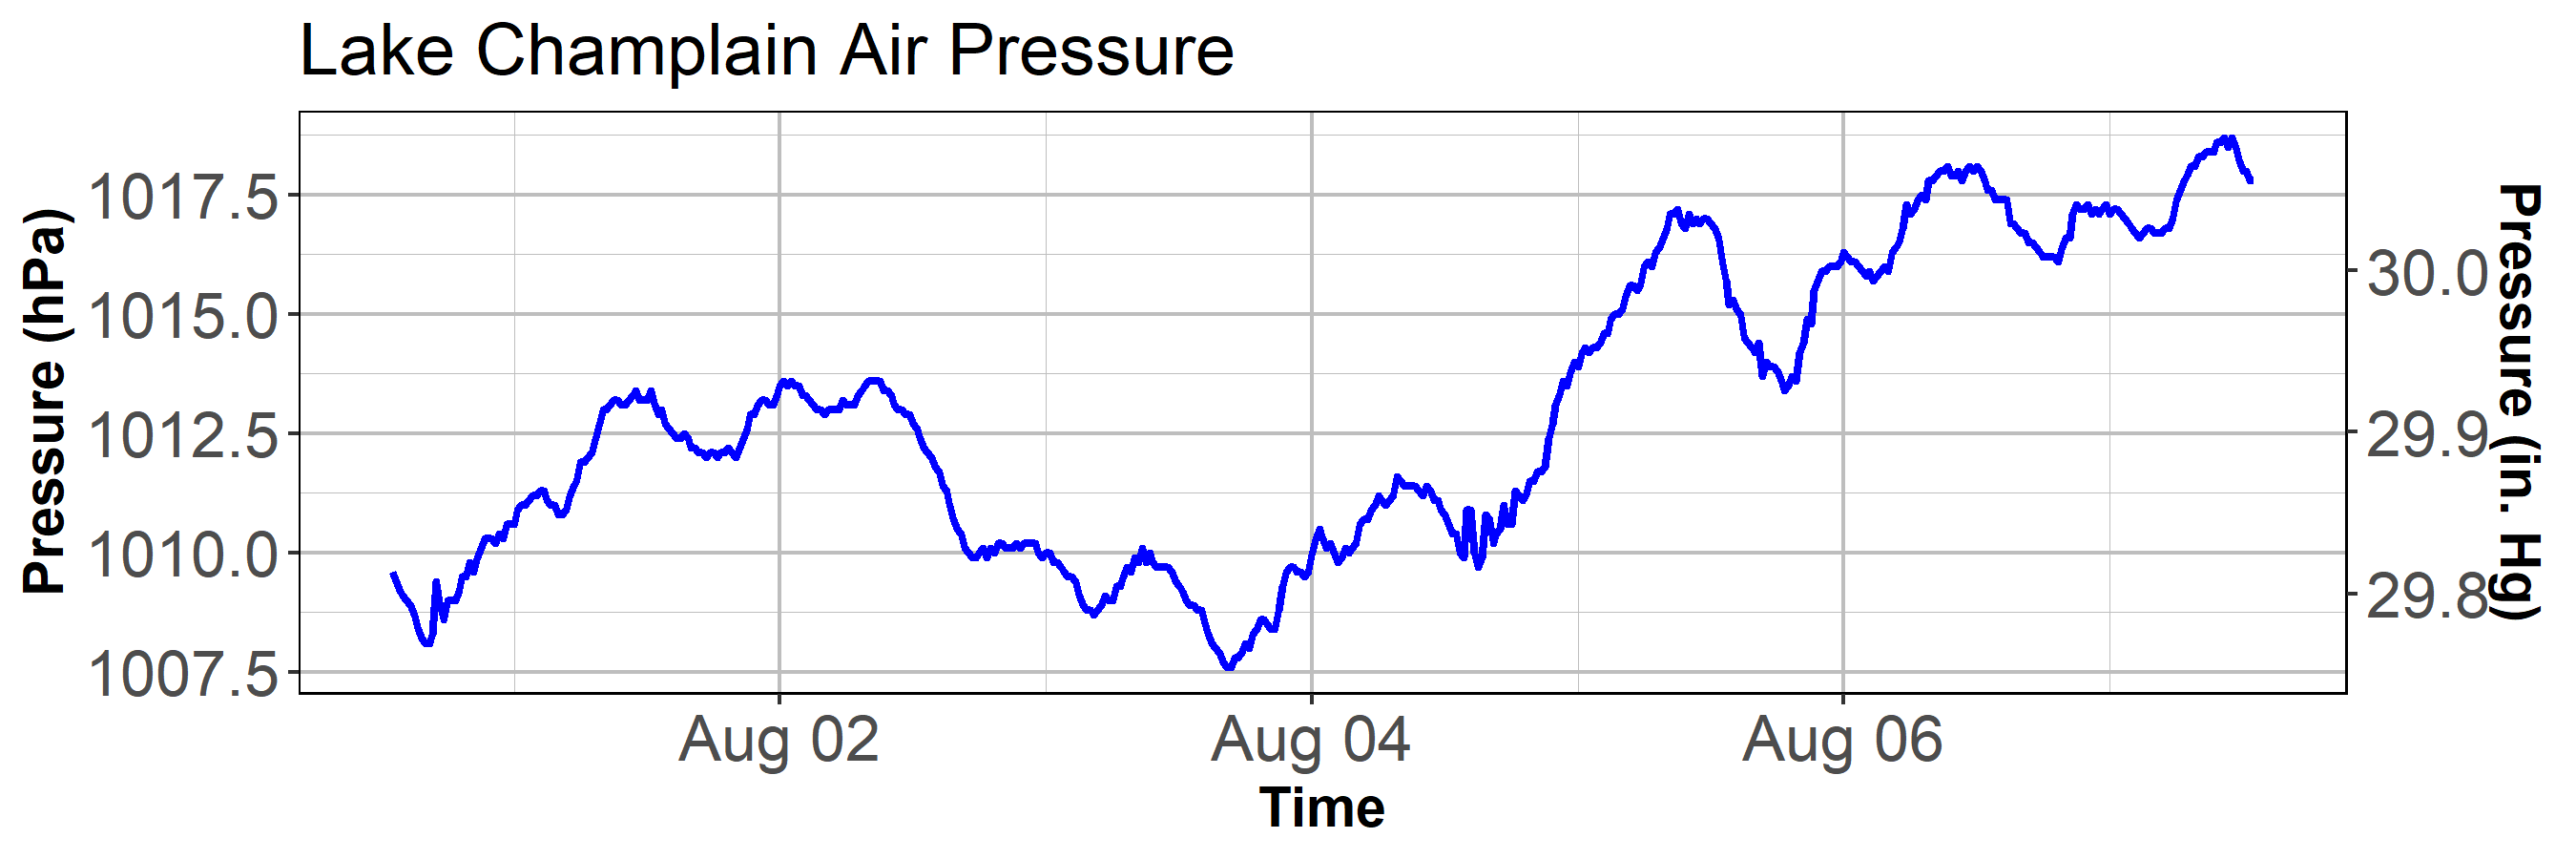 Lake Champlain Air Pressure
Pressure (hPa)
1017.5
1015.0
1012.5
1010.0
1007.5
30.0
29.9
29.8
Pressure (in. Hg)
Aug 02
Aug 04
Aug 06
Time